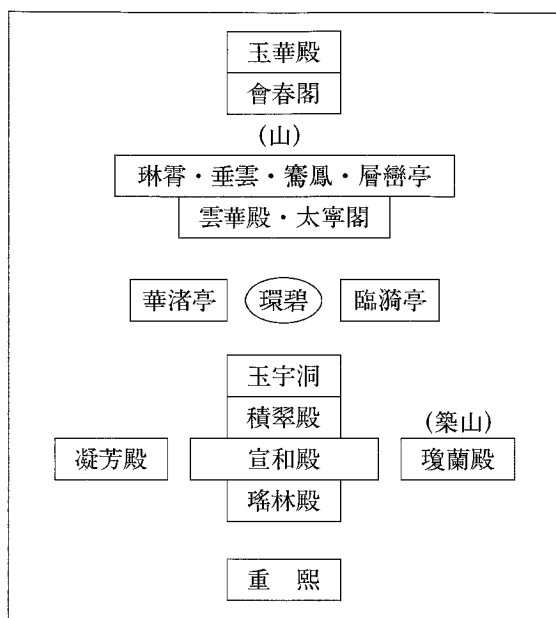 玉華殿
會春閣
(山)
琳霄・垂雲・騫鳳・層巒亭
雲華殿・太寧閣
華渚亭 環碧 臨漪亭
玉宇洞
積翠殿 (築山)
凝芳殿 宣和殿 瓊蘭殿
瑤林殿
重 熙